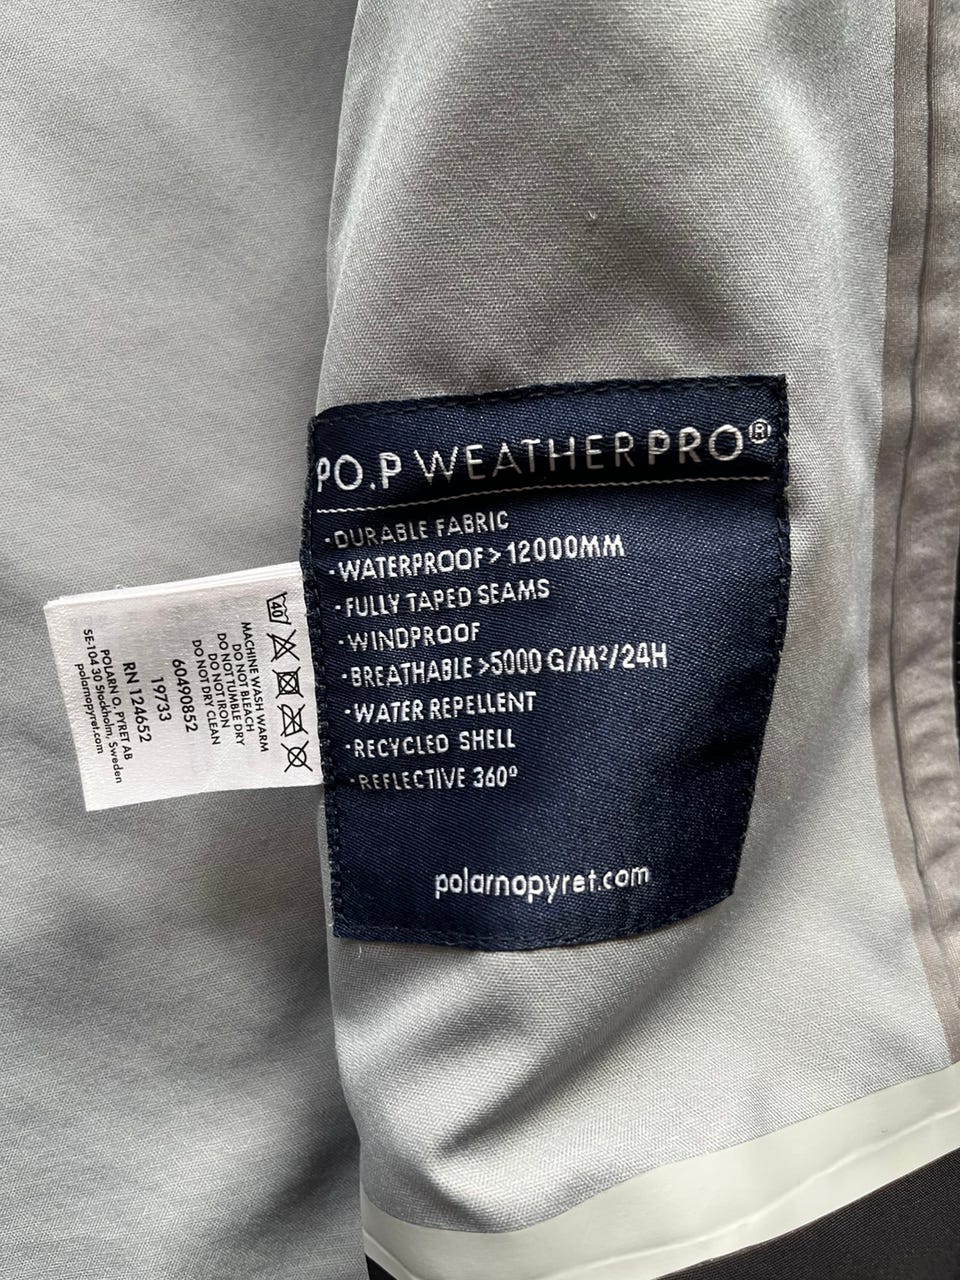 PO.P WEATHERPRO®
·DURABLE FABRIC
·WATERPROOF > 12000MM
·FULLY TAPED SEAMS
·WINDPROOF
·BREATHABLE >5000 G/M²/24H
·WATER REPELLENT
·RECYCLED SHELL
·REFLECTIVE 360º
polarnopyret.com
40
MACHINE WASH WARM
DO NOT BLEACH
DO NOT TUMBLE DRY
DO NOT IRON
DO NOT DRY CLEAN
60490852
19733
RN 124652
POLARN O. PYRET AB
SE-104 30 Stockholm, Sweden
polarnopyret.com